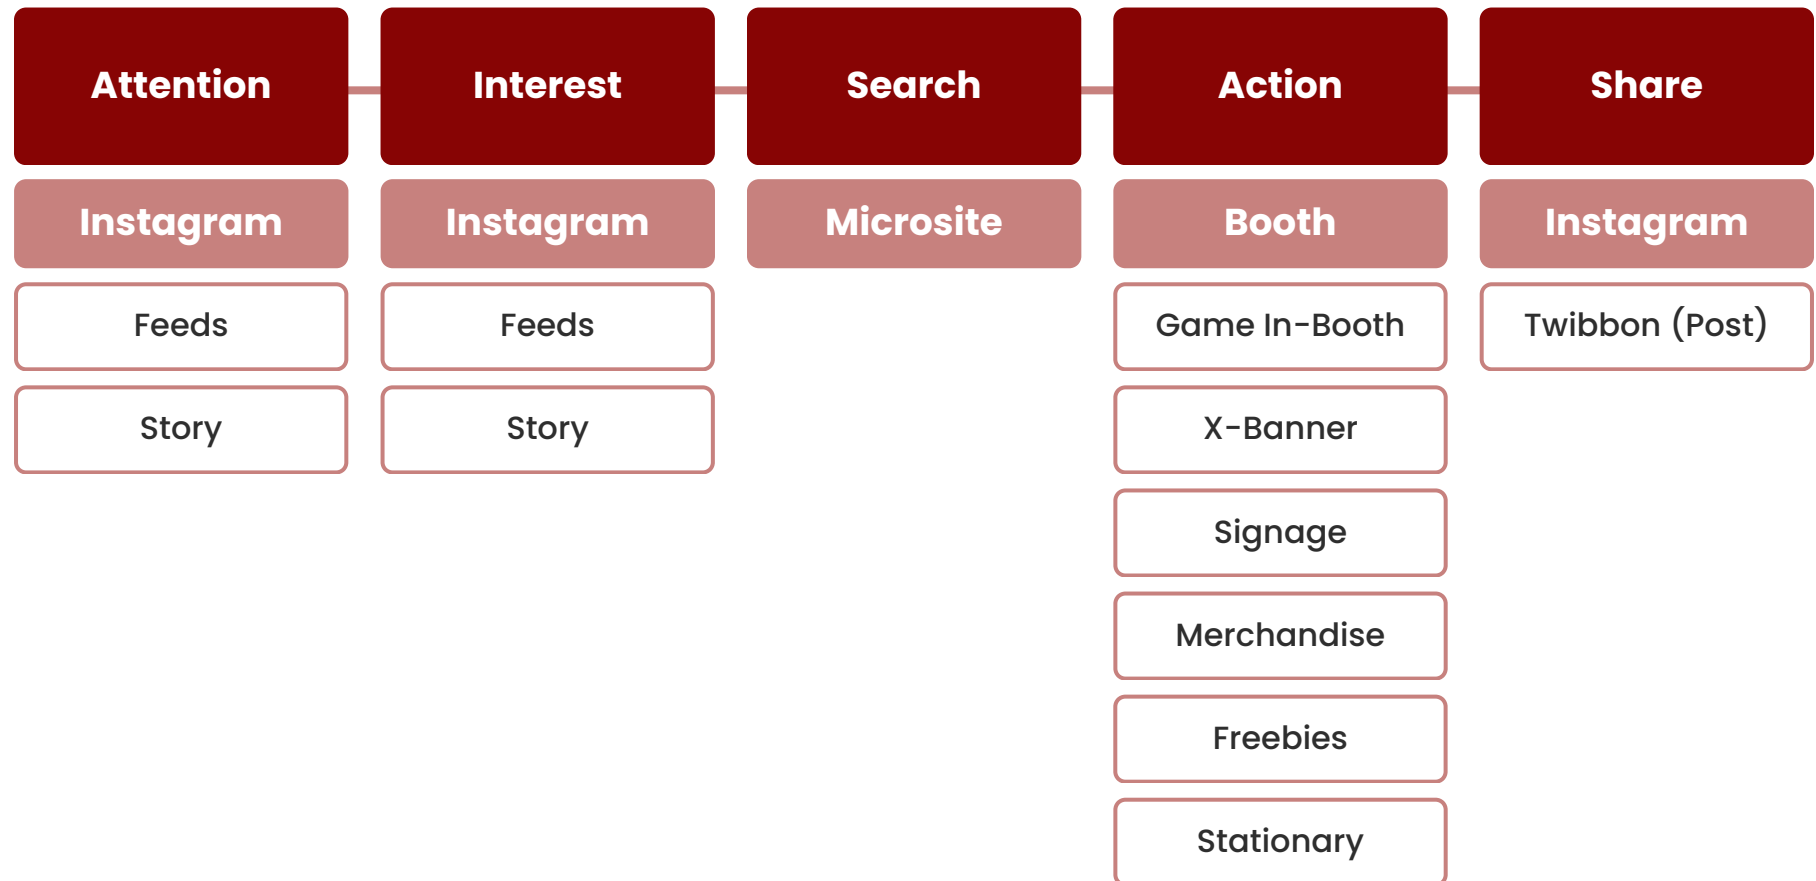 Attention
Interest
Search
Action
Share
Instagram
Instagram
Microsite
Booth
Instagram
Feeds
Feeds
Game In-Booth
Twibbon (Post)
Story
Story
X-Banner
Signage
Merchandise
Freebies
Stationary